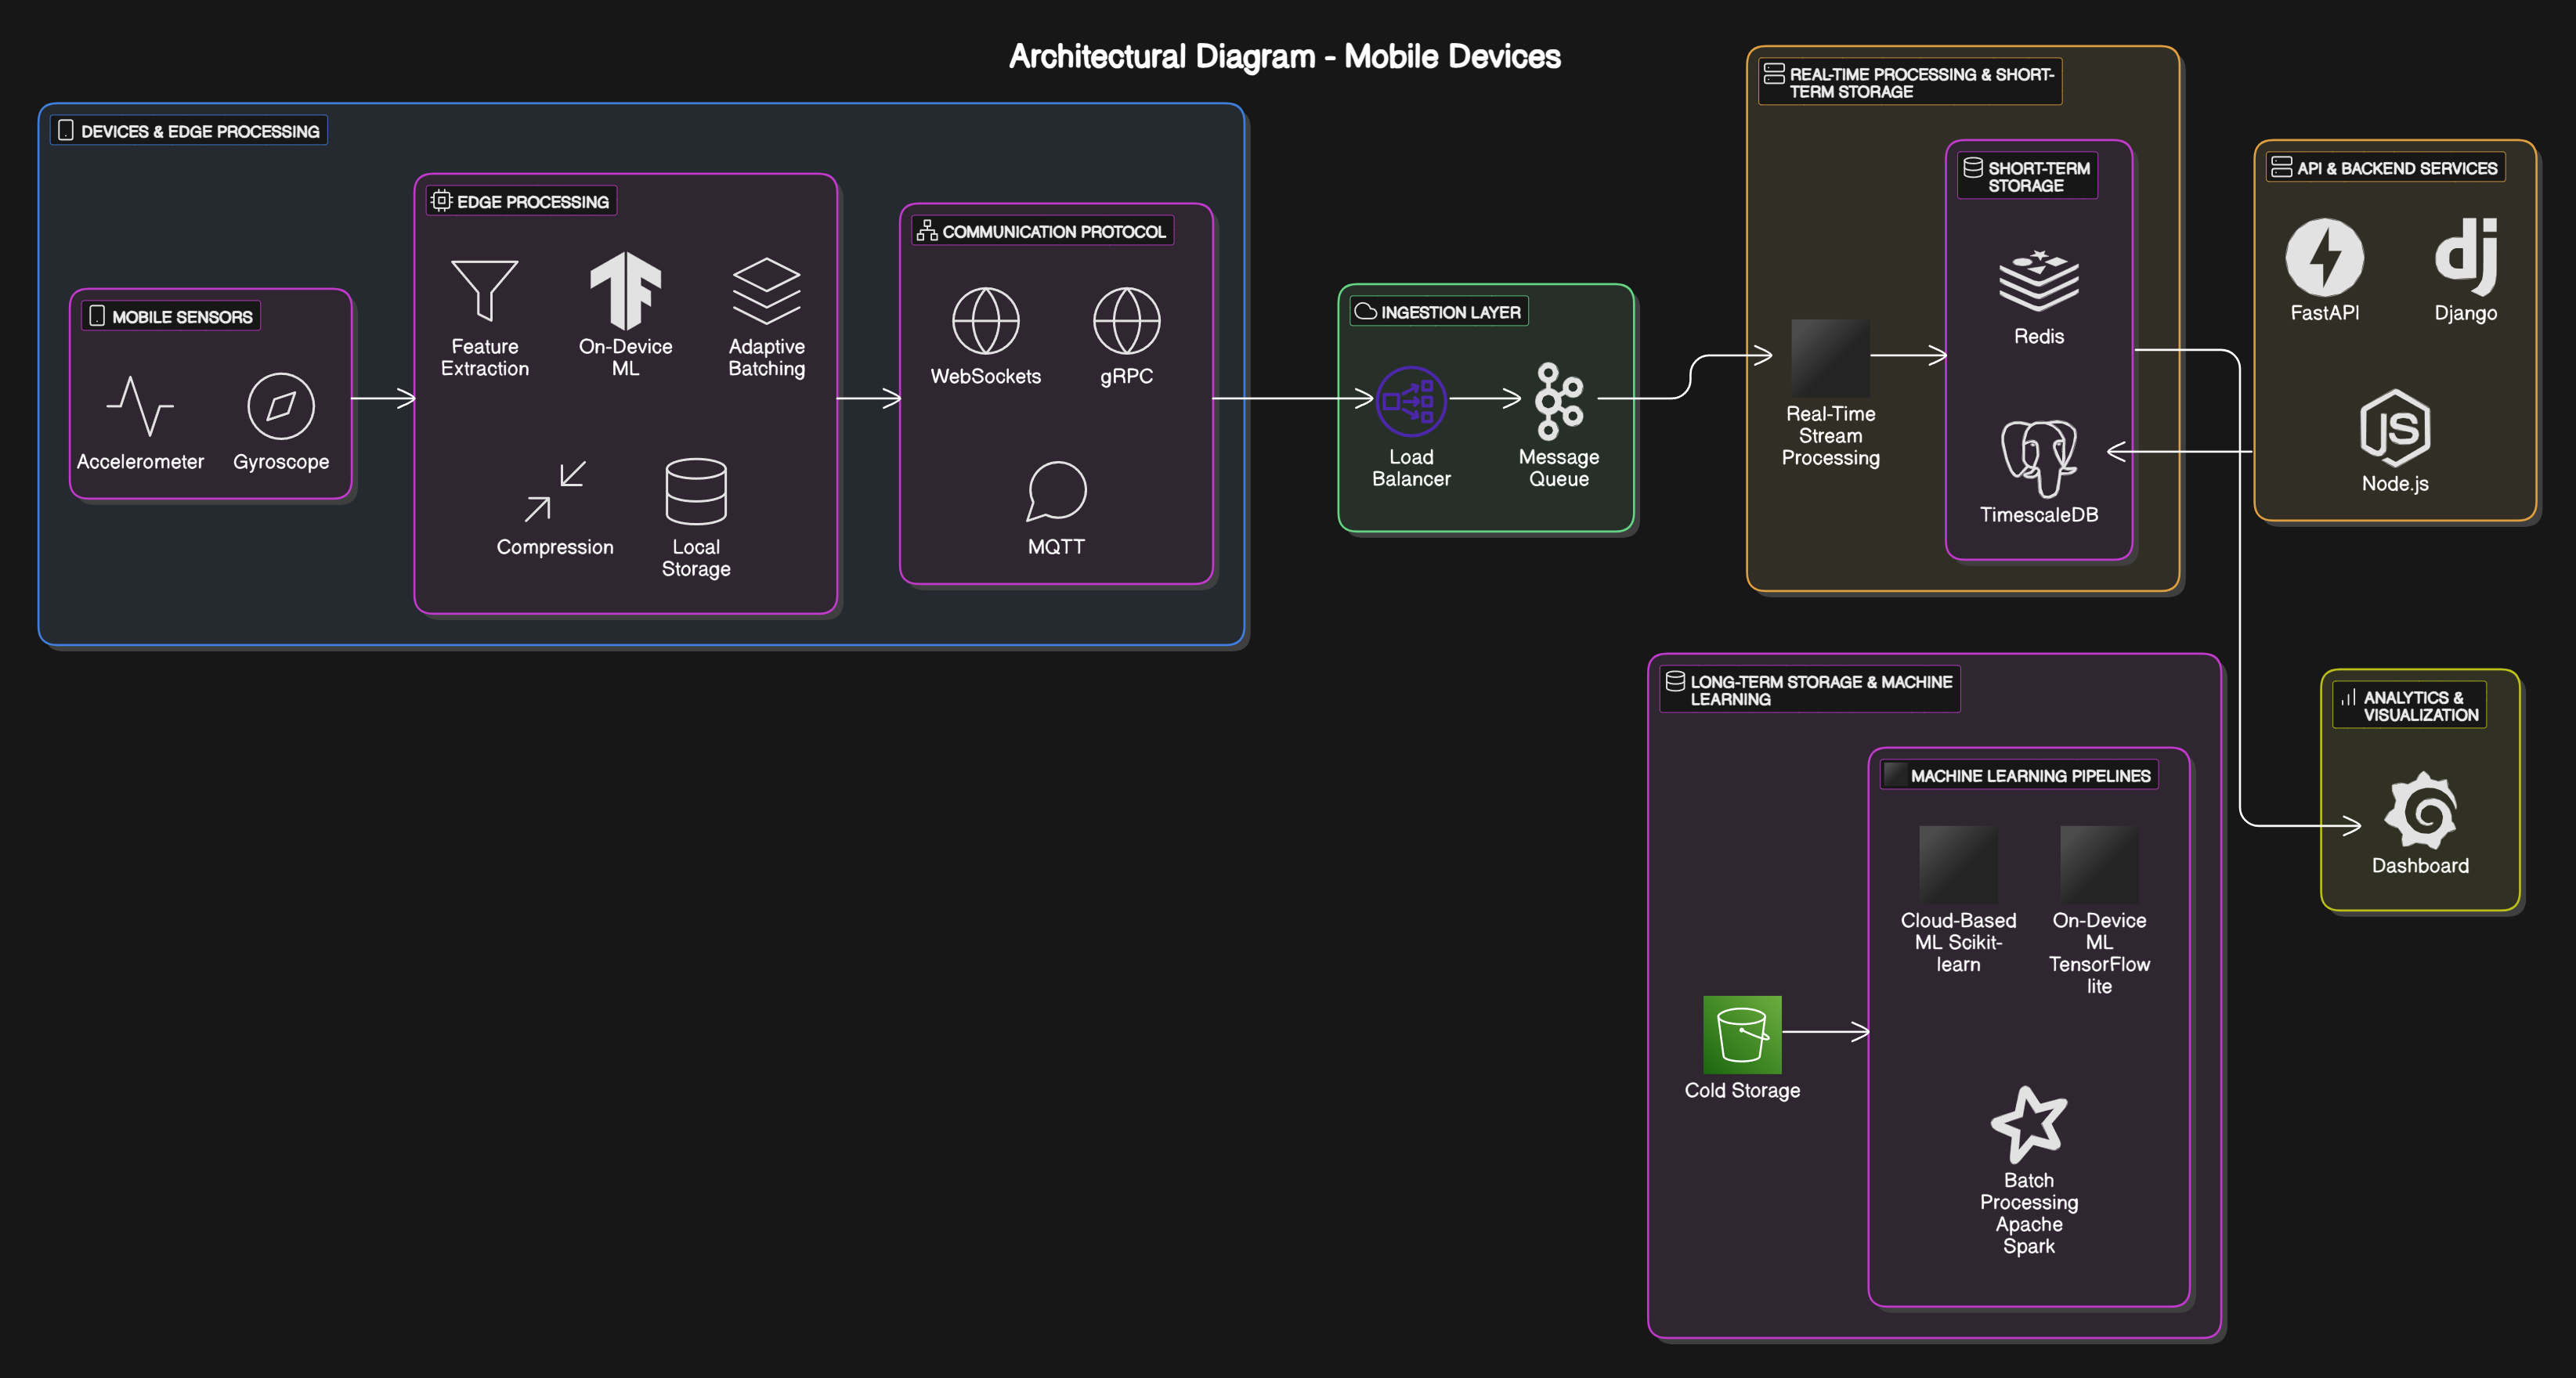 Architectural Diagram - Mobile Devices
DEVICES & EDGE PROCESSING
MOBILE SENSORS
Accelerometer
Gyroscope
EDGE PROCESSING
Feature
Extraction
On-Device
ML
Adaptive
Batching
Compression
Local
Storage
COMMUNICATION PROTOCOL
WebSockets
gRPC
MQTT
INGESTION LAYER
Load
Balancer
Message
Queue
REAL-TIME PROCESSING & SHORT-
TERM STORAGE
Real-Time
Stream
Processing
SHORT-TERM
STORAGE
Redis
TimescaleDB
API & BACKEND SERVICES
FastAPI
dj
Django
JS
Node.js
LONG-TERM STORAGE & MACHINE
LEARNING
Cold Storage
MACHINE LEARNING PIPELINES
Cloud-Based
ML Scikit-
learn
On-Device
ML
TensorFlow
lite
Batch
Processing
Apache
Spark
ANALYTICS &
VISUALIZATION
Dashboard